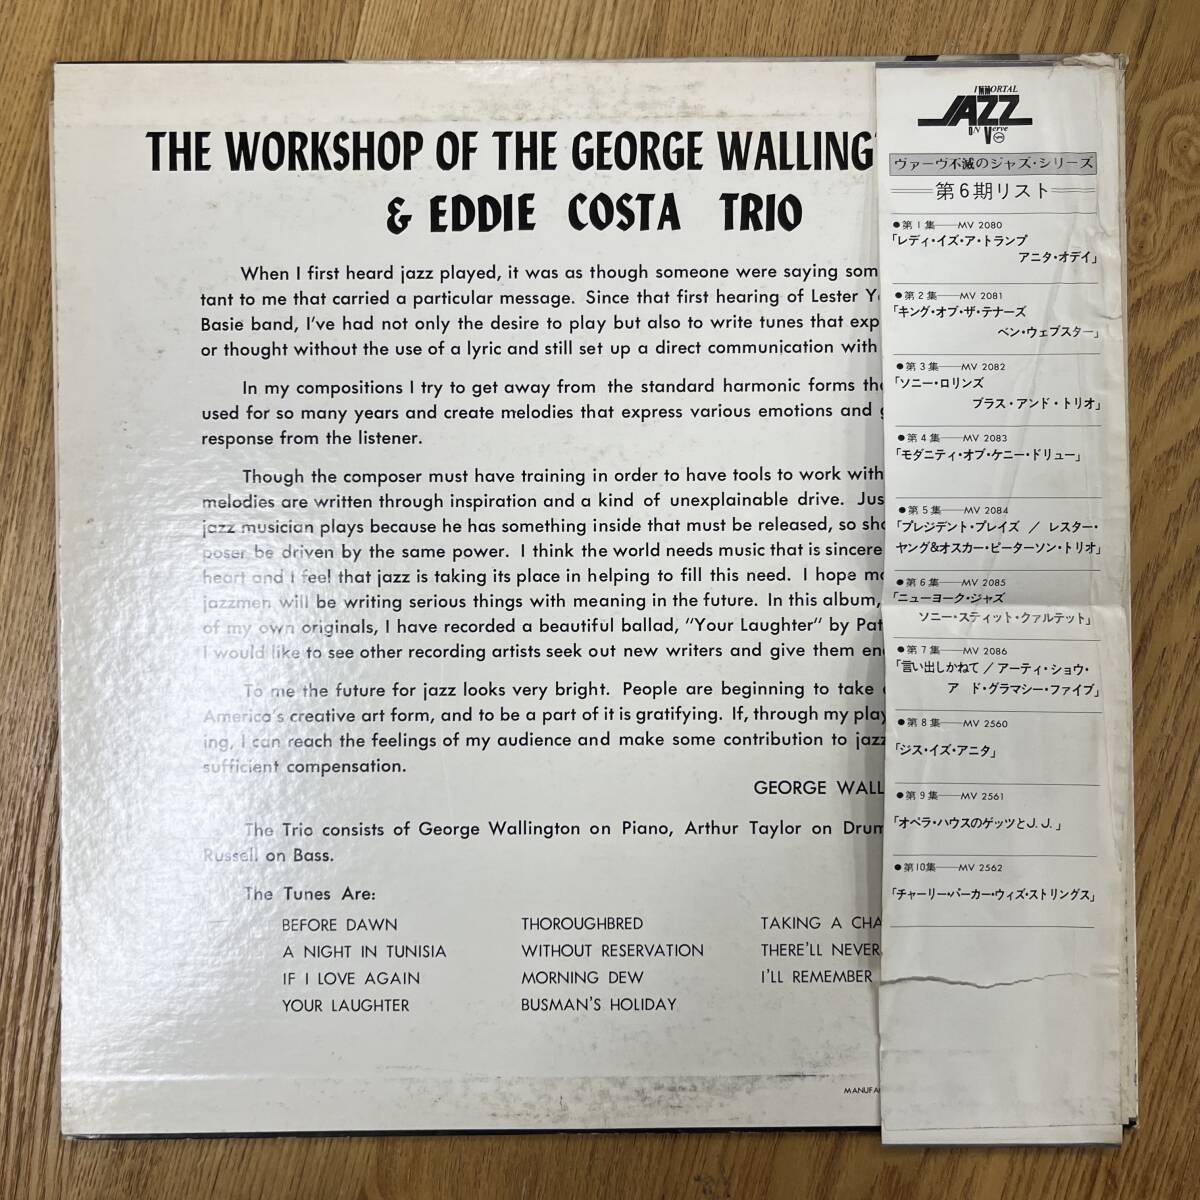 THE WORKSHOP OF THE GEORGE WALLING
& EDDIE COSTA TRIO
When I first heard jazz played, it was as though someone were saying som
tant to me that carried a particular message. Since that first hearing of Lester Y
Basie band, I've had not only the desire to play but also to write tunes that exp
or thought without the use of a lyric and still set up a direct communication with
In my compositions I try to get away from the standard harmonic forms tha
used for so many years and create melodies that express various emotions and g
response from the listener.
Though the composer must have training in order to have tools to work with
melodies are written through inspiration and a kind of unexplainable drive. Jus
jazz musician plays because he has something inside that must be released, so sho
poser be driven by the same power. I think the world needs music that is sincere
heart and I feel that jazz is taking its place in helping to fill this need. I hope mo
jazzmen will be writing serious things with meaning in the future. In this album,
of my own originals, I have recorded a beautiful ballad, "Your Laughter" by Pat
I would like to see other recording artists seek out new writers and give them en
To me the future for jazz looks very bright. People are beginning to take
America's creative art form, and to be a part of it is gratifying. If, through my play
ing, I can reach the feelings of my audience and make some contribution to jazz
sufficient compensation.
GEORGE WALL
The Trio consists of George Wallington on Piano, Arthur Taylor on Drum
Russell on Bass.
The Tunes Are:
BEFORE DAWN
A NIGHT IN TUNISIA
IF I LOVE AGAIN
YOUR LAUGHTER
THOROUGHBRED
WITHOUT RESERVATION
MORNING DEW
BUSMAN'S HOLIDAY
TAKING A CHA
THERE'LL NEVER
I'LL REMEMBER
MANUFA
IMMORTAL
JAZZ
ON Verve
ヴァーヴ不滅のジャズ・シリーズ
第6期リスト
●第1集――MV 2080
「レディ・イズ・ア・トランプ
アニタ・オデイ」
●第2集――MV 2081
「キング・オブ・ザ・テナーズ
ベン・ウェブスター」
●第3集――MV 2082
「ソニー・ロリンズ
ブラス・アンド・トリオ」
●第4集――MV 2083
「モダニティ・オブ・ケニー・ドリュー」
●第5集――MV 2084
「プレジデント・プレイズ / レスター・
ヤング&オスカー・ピーターソン・トリオ」
●第6集――MV 2085
「ニューヨーク・ジャズ
ソニー・スティット・クァルテット」
●第7集――MV 2086
「言い出しかねて / アーティ・ショウ・
ア ド・グラマシー・ファイブ」
●第8集――MV 2560
「ジス・イズ・アニタ」
●第9集――MV 2561
「オペラ・ハウスのゲッツとJ. J. 」
●第10集――MV 2562
「チャーリー・パーカー・ウィズ・ストリングス」